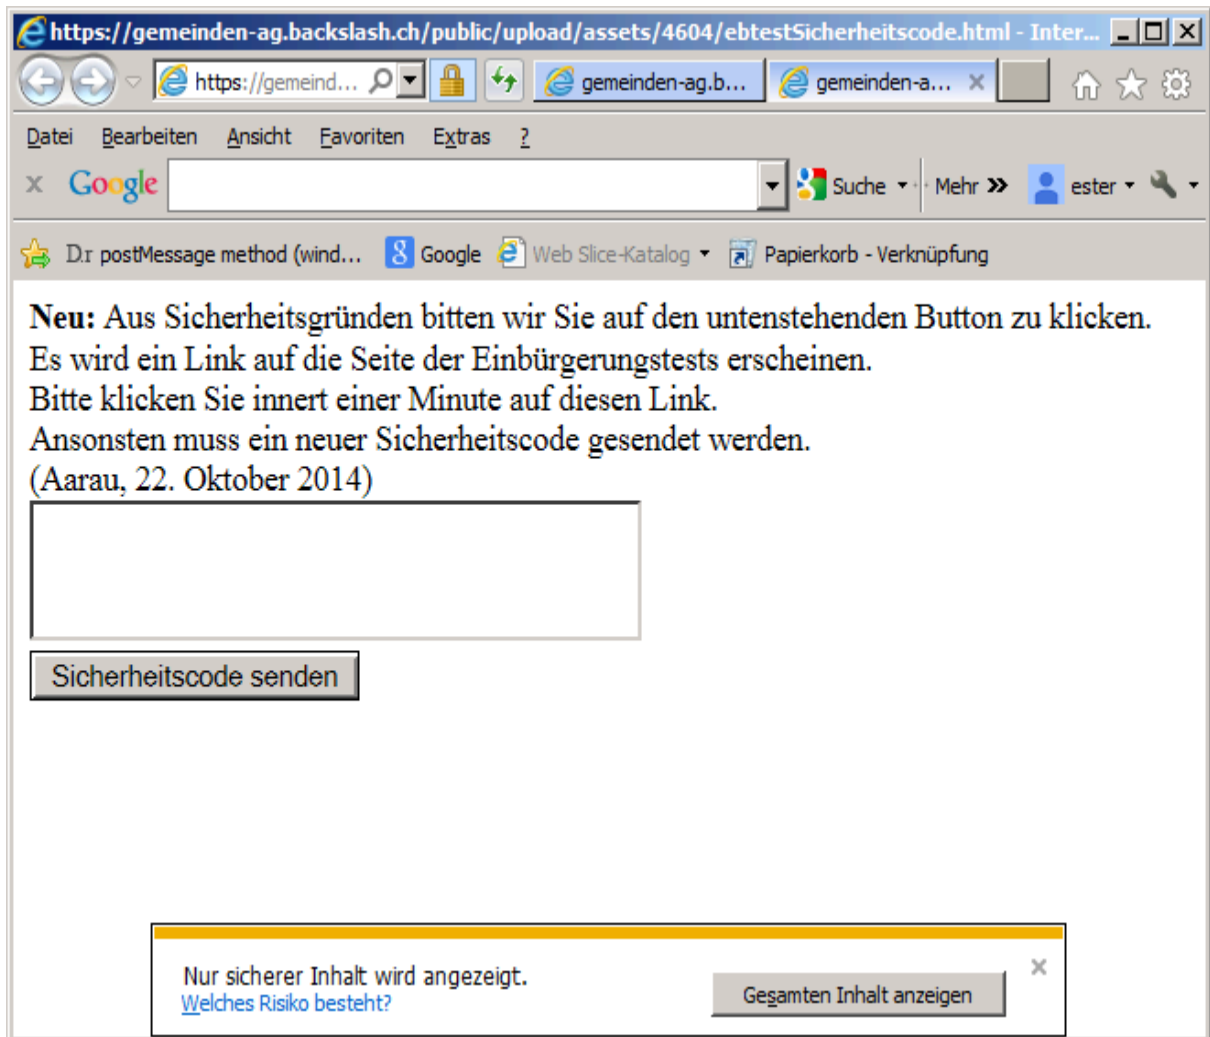 https://gemeinden-ag.backslash.ch/public/upload/assets/4604/ebtestSicherheitscode.html - Inter...
https://gemeind... gemeinden-ag.b... gemeinden-a...
Datei Bearbeiten Ansicht Favoriten Extras ?
x Google Suche Mehr » ester
D.r postMessage method (wind... 8 Google Web Slice-Katalog Papierkorb - Verknüpfung
Neu: Aus Sicherheitsgründen bitten wir Sie auf den untenstehenden Button zu klicken.
Es wird ein Link auf die Seite der Einbürgerungstests erscheinen.
Bitte klicken Sie innert einer Minute auf diesen Link.
Ansonsten muss ein neuer Sicherheitscode gesendet werden.
(Aarau, 22. Oktober 2014)
Sicherheitscode senden
Nur sicherer Inhalt wird angezeigt.
Welches Risiko besteht?
Gesamten Inhalt anzeigen